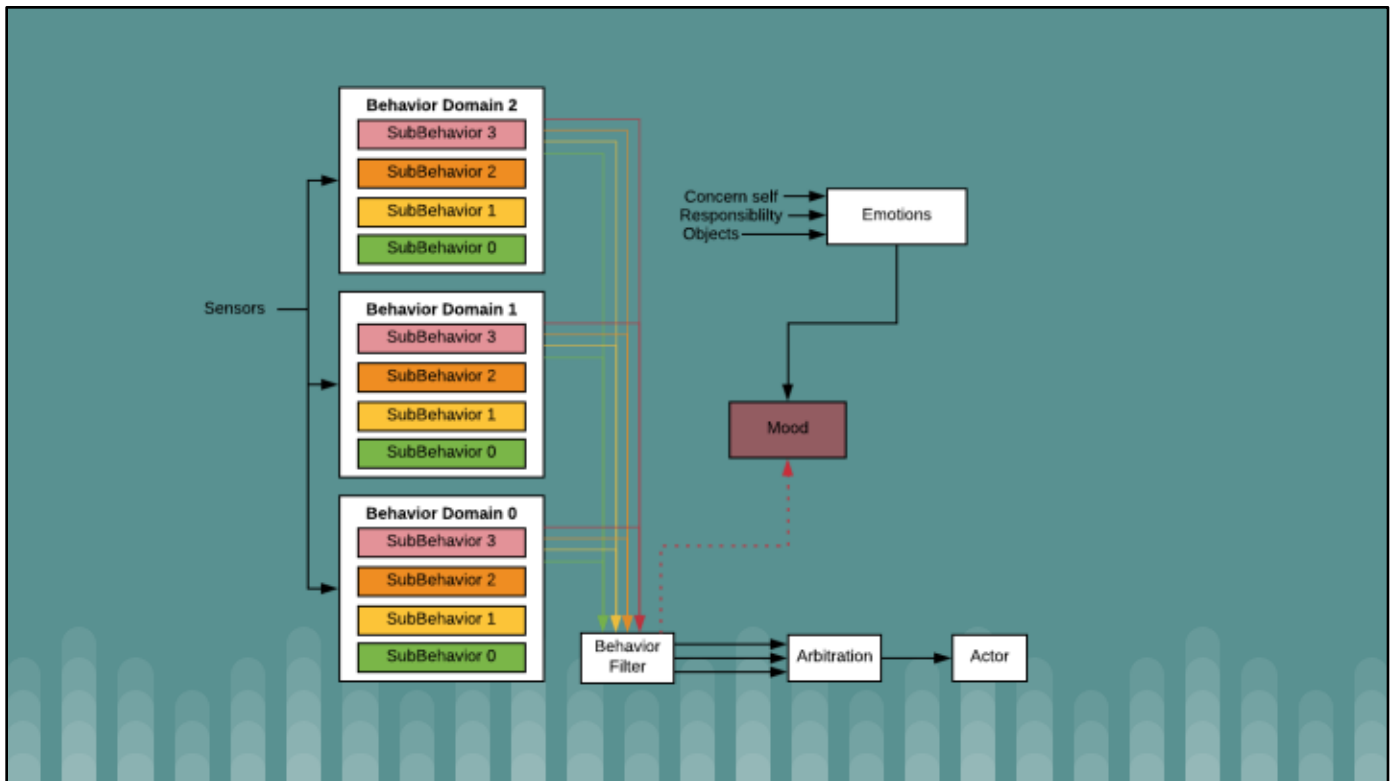 Behavior Domain 2
SubBehavior 3
SubBehavior 2
SubBehavior 1
SubBehavior 0
Sensors
Behavior Domain 1
SubBehavior 3
SubBehavior 2
SubBehavior 1
SubBehavior 0
Behavior Domain 0
SubBehavior 3
SubBehavior 2
SubBehavior 1
SubBehavior 0
Concern self
Responsiblilty
Objects
Emotions
Mood
Behavior
Filter
Arbitration
Actor